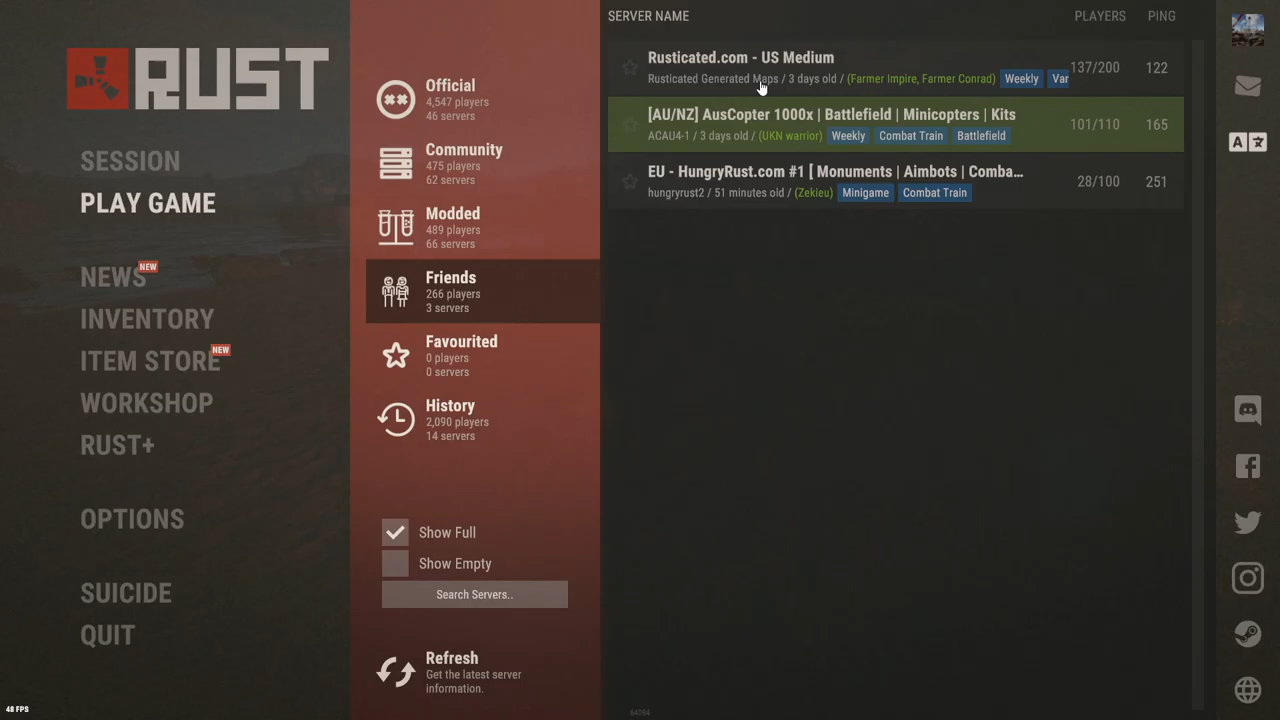 RUST
SESSION
PLAY GAME
NEWS
NEW
INVENTORY
ITEM STORE
NEW
WORKSHOP
RUST+
OPTIONS
SUICIDE
QUIT
48 FPS
Official
4,547 players
46 servers
Community
475 players
62 servers
Modded
489 players
66 servers
Friends
266 players
3 servers
Favourited
0 players
0 servers
History
2,090 players
14 servers
Show Full
Show Empty
Search Servers..
Refresh
Get the latest server
information.
SERVER NAME PLAYERS PING
Rusticated.com - US Medium
Rusticated Generated Maps / 3 days old / (Farmer Impire, Farmer Conrad) Weekly Var
137/200 122
[AU/NZ] AusCopter 1000x | Battlefield | Minicopters | Kits
ACAU4-1 / 3 days old / (UKN warrior) Weekly Combat Train Battlefield
101/110 165
EU - HungryRust.com #1 [ Monuments | Aimbots | Comba...
hungryrust2 / 51 minutes old / (Zekieu) Minigame Combat Train
28/100 251
A